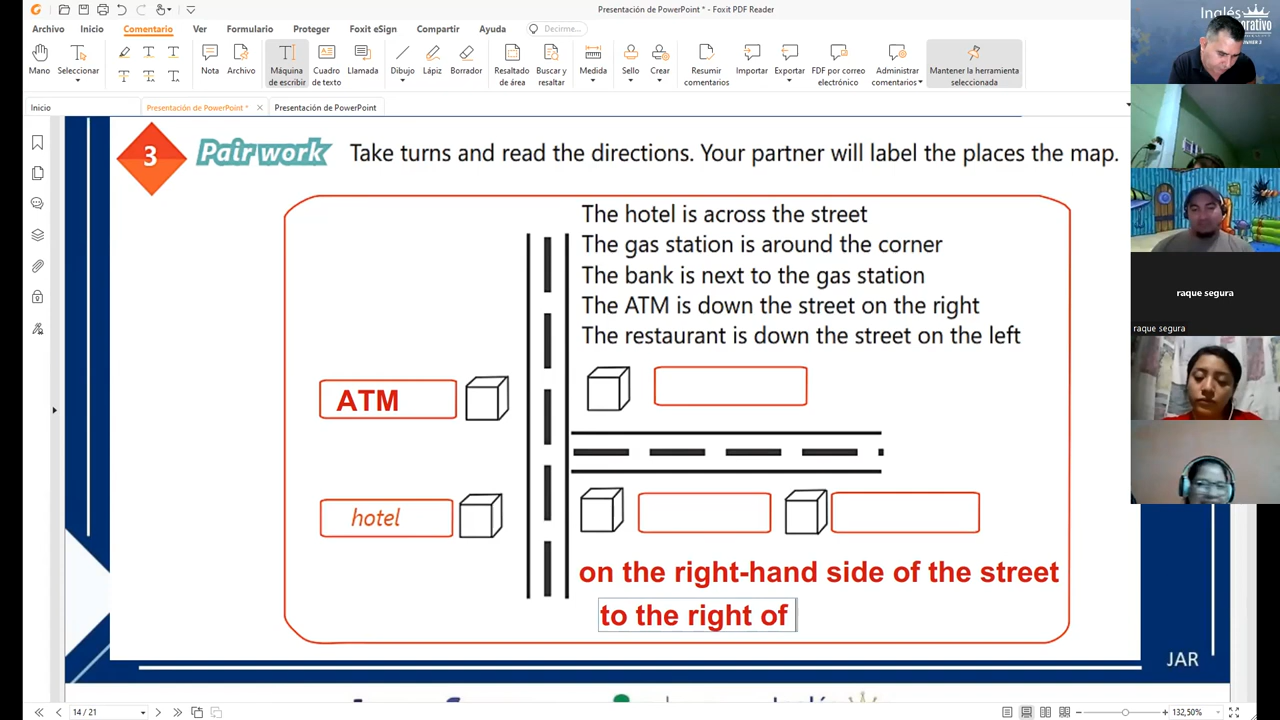 Presentación de PowerPoint * - Foxit PDF Reader
Archivo Inicio Comentario Ver Formulario Proteger Foxit eSign Compartir Ayuda Decirme...
Mano Seleccionar Nota Archivo Máquina de escribir Cuadro de texto Llamada Dibujo Lápiz Borrador Resaltado de área Buscar y resaltar Medida Sello Crear Resumir comentarios Importar Exportar PDF por correo electrónico Administrar comentarios Mantener la herramienta seleccionada
Inicio Presentación de PowerPoint * Presentación de PowerPoint
3 Pair work Take turns and read the directions. Your partner will label the places the map.
The hotel is across the street
The gas station is around the corner
The bank is next to the gas station
The ATM is down the street on the right
The restaurant is down the street on the left
ATM
hotel
on the right-hand side of the street
to the right of
JAR
14 / 21
132,50%
Inglés
raque segura
raque segura